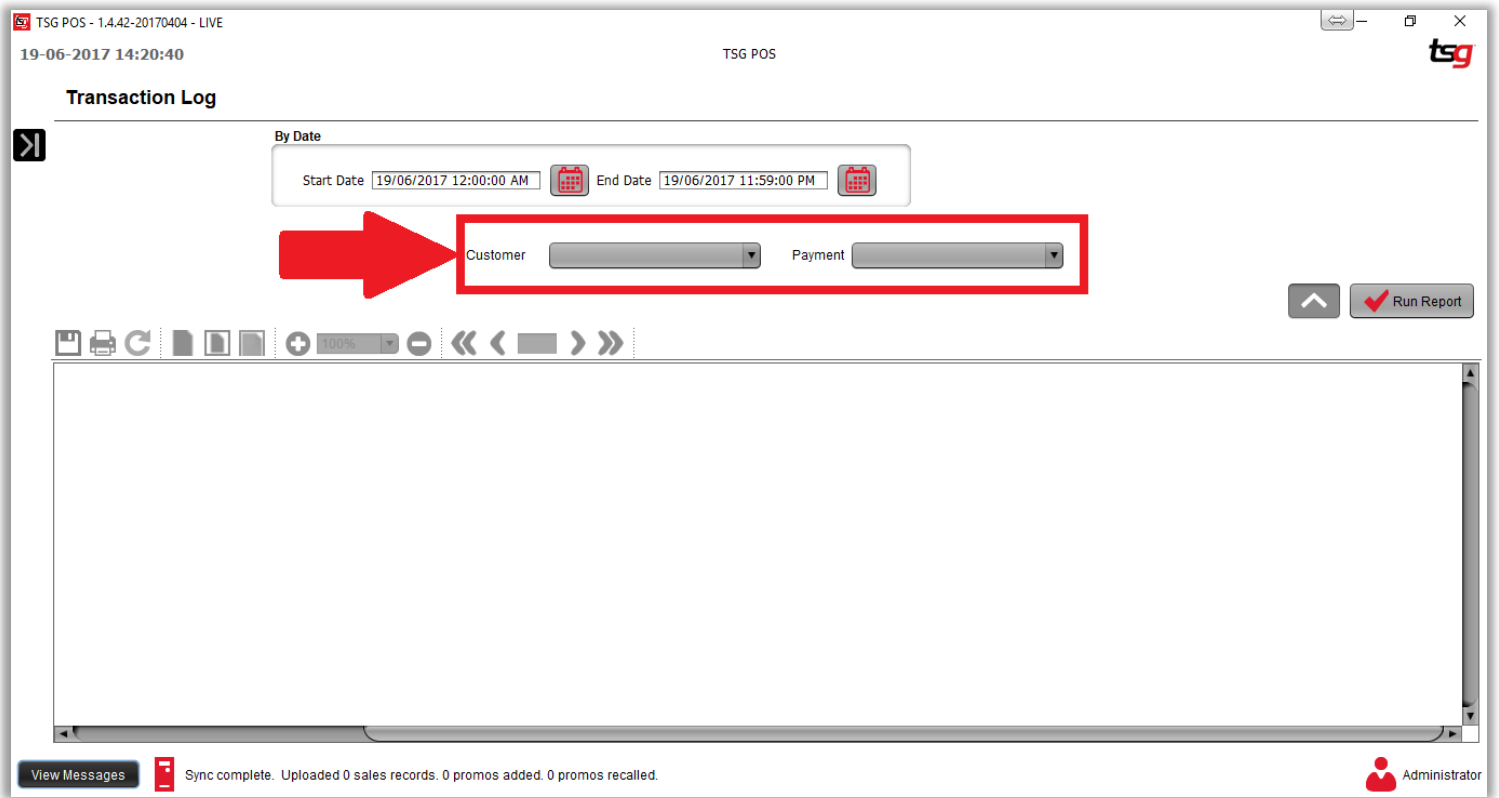 TSG POS - 1.4.42-20170404 - LIVE
19-06-2017 14:20:40
TSG POS
tsg
Transaction Log
By Date
Start Date 19/06/2017 12:00:00 AM End Date 19/06/2017 11:59:00 PM
Customer Payment
Run Report
100%
View Messages Sync complete. Uploaded 0 sales records. 0 promos added. 0 promos recalled. Administrator